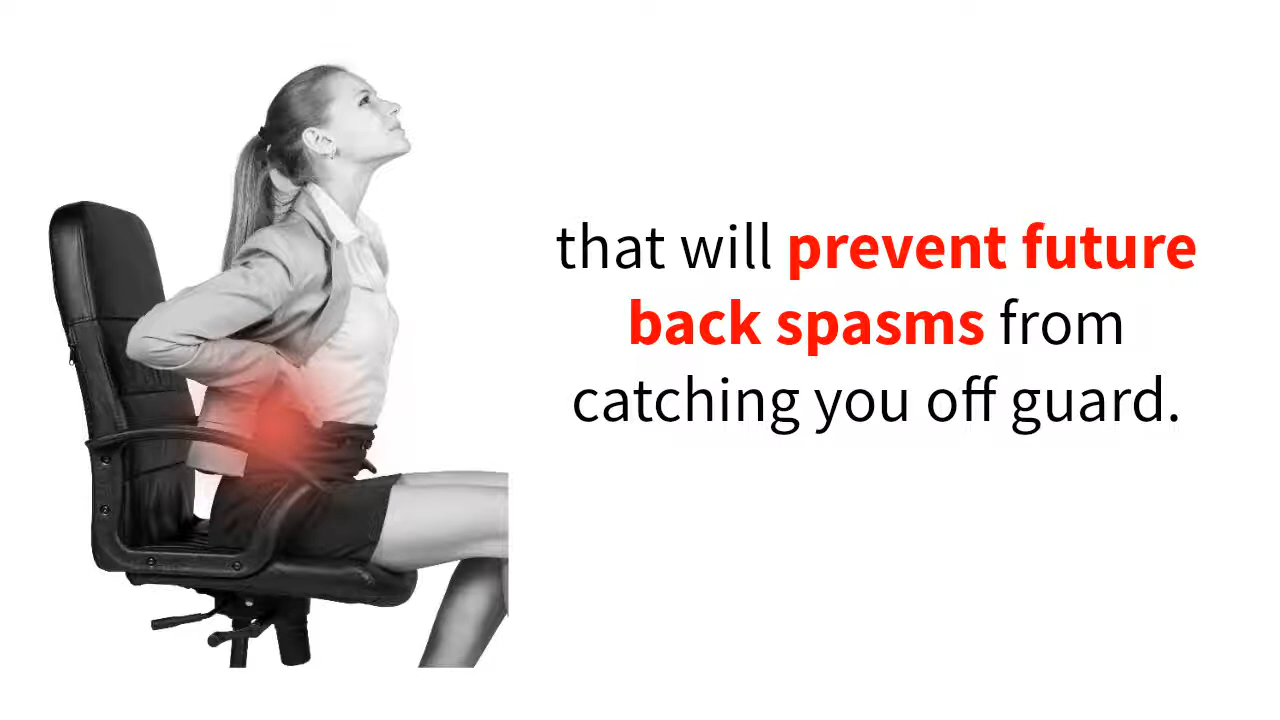 that will prevent future
back spasms from
catching you off guard.